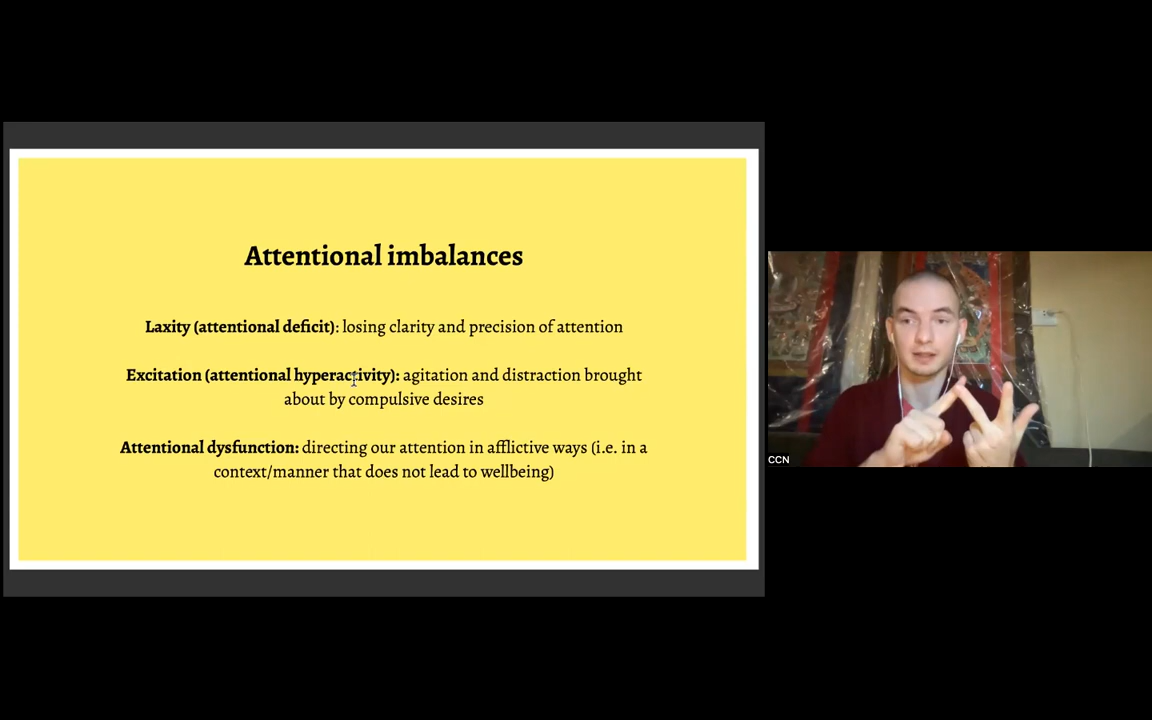 Attentional imbalances
Laxity (attentional deficit): losing clarity and precision of attention
Excitation (attentional hyperactivity): agitation and distraction brought
about by compulsive desires
Attentional dysfunction: directing our attention in afflictive ways (i.e. in a
context/manner that does not lead to wellbeing)
CCN